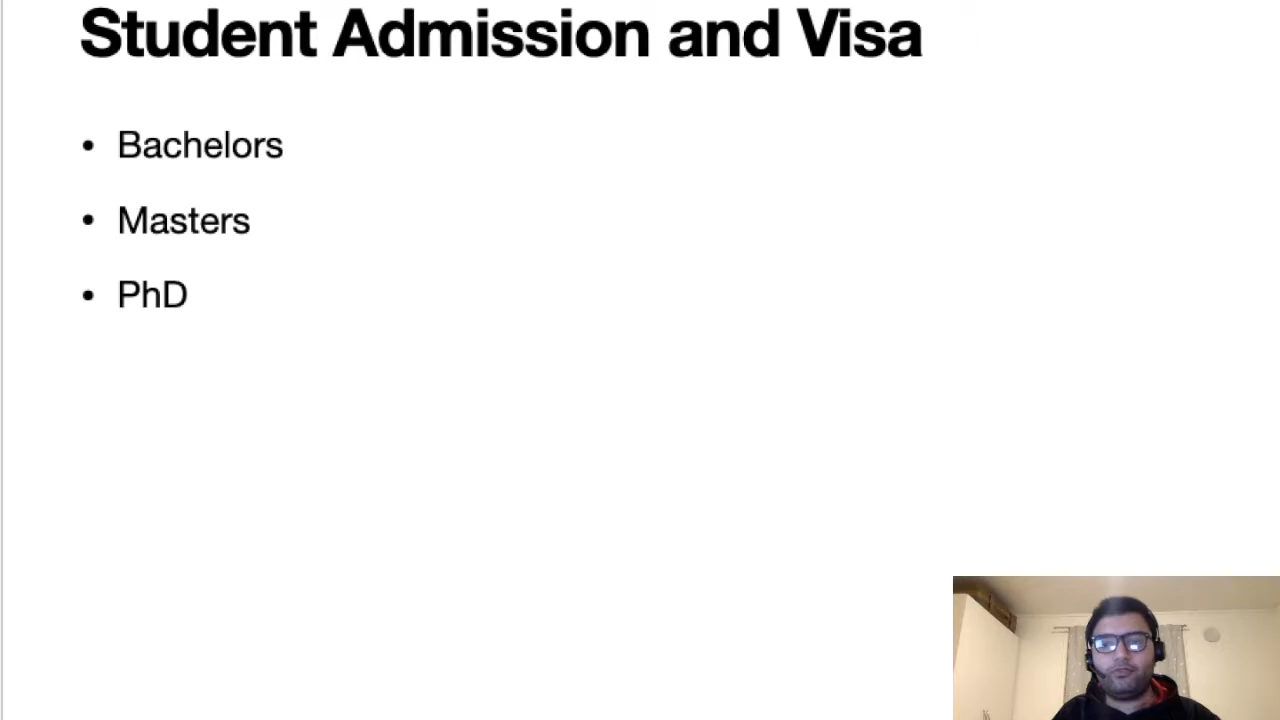 Student Admission and Visa
• Bachelors
• Masters
• PhD